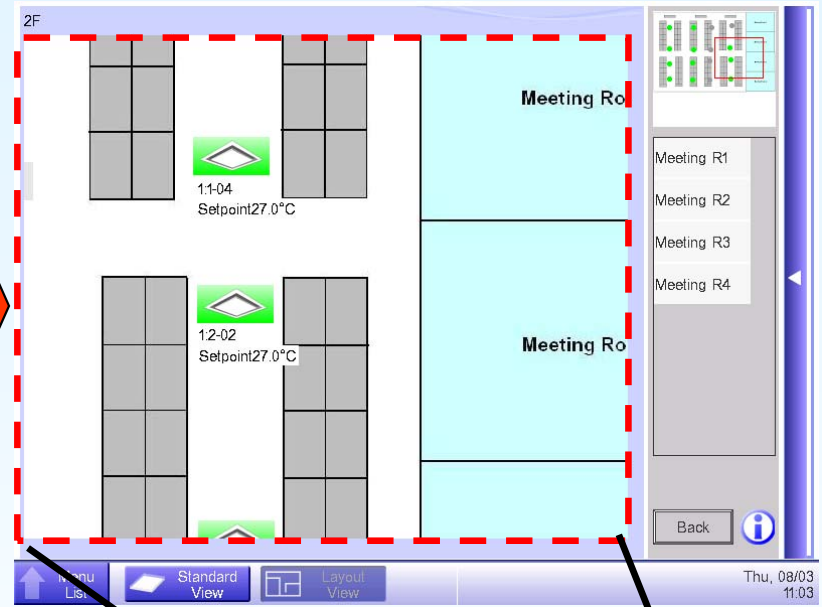 2F
Meeting Ro
1:1-04
Setpoint27.0°C
1:2-02
Setpoint27.0°C
Meeting Ro
Meeting R1
Meeting R2
Meeting R3
Meeting R4
Back
Menu
List
Standard
View
Layout
View
Thu, 08/03
11:03